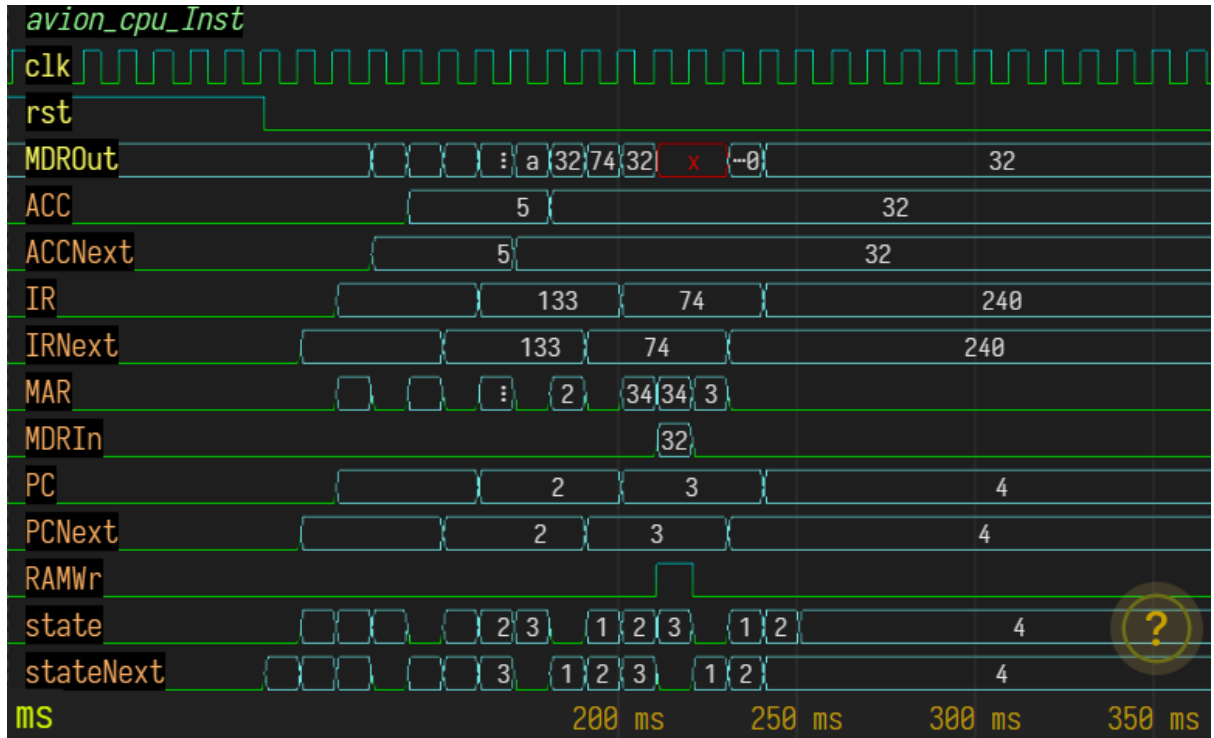 avion_cpu_Inst
clk
rst
MDROut ⋮ a 32 74 32 x ⋯0 32
ACC 5 32
ACCNext 5 32
IR 133 74 240
IRNext 133 74 240
MAR ⋮ 2 34 34 3
MDRIn 32
PC 2 3 4
PCNext 2 3 4
RAMWr
state 2 3 1 2 3 1 2 4 ?
stateNext 3 1 2 3 1 2 4
ms 200 ms 250 ms 300 ms 350 ms